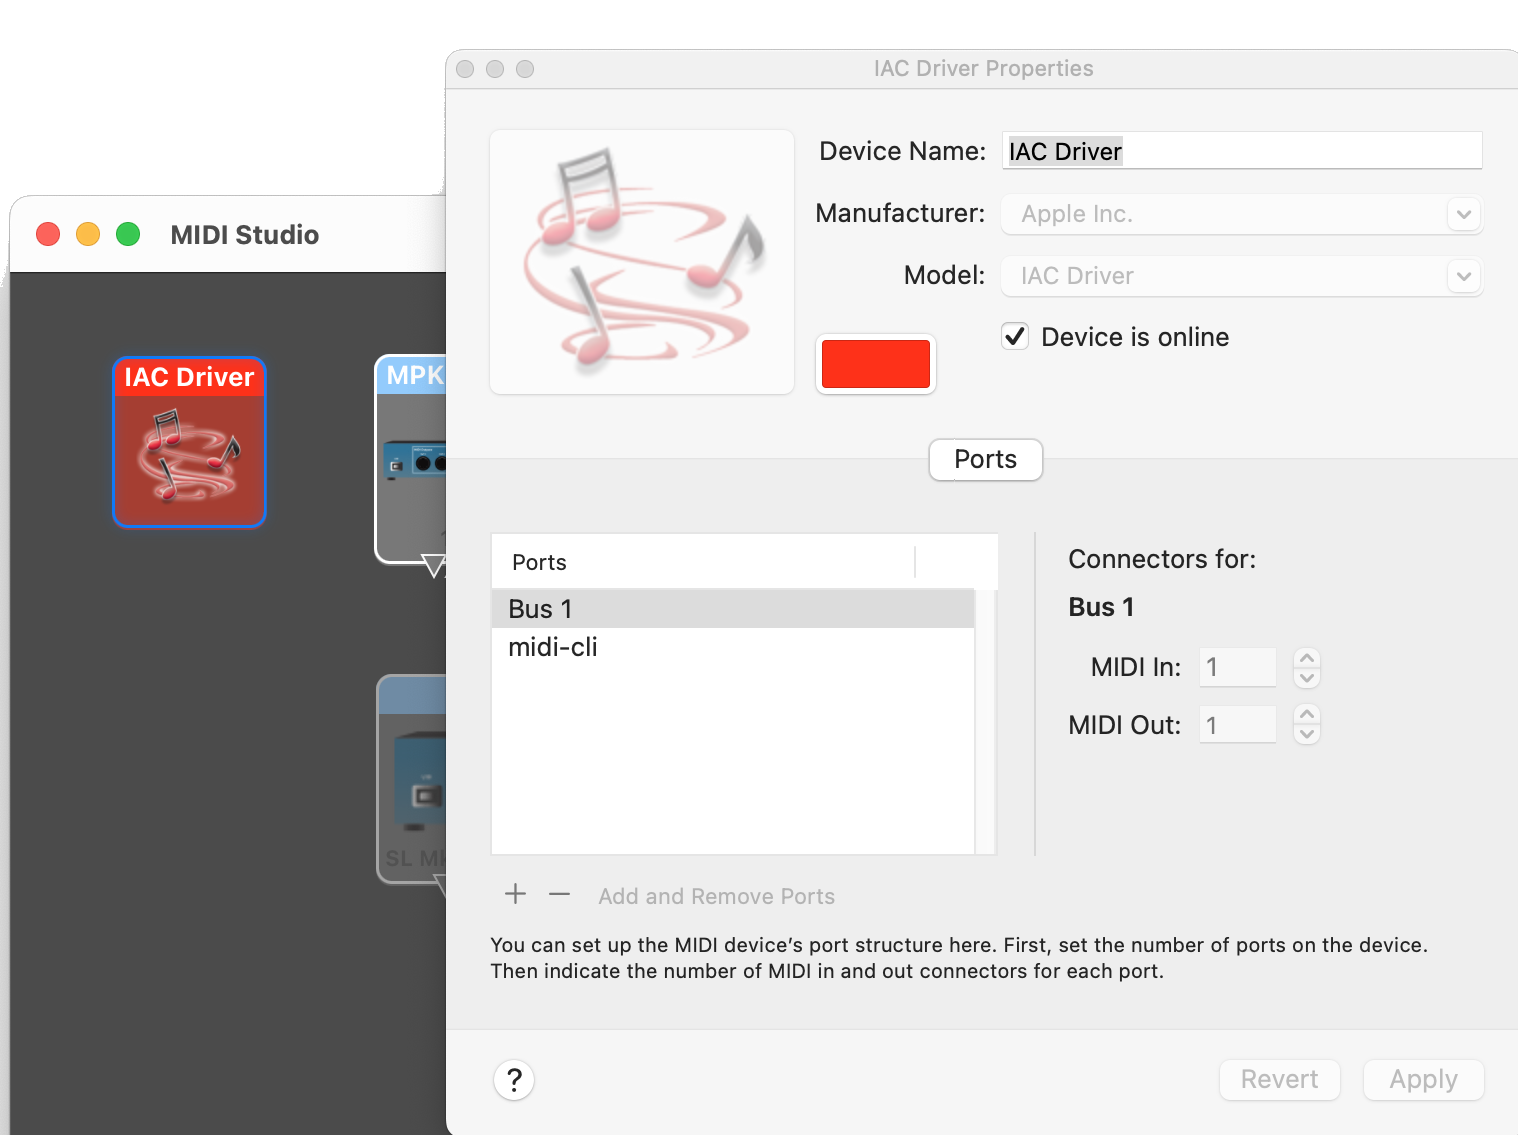 IAC Driver Properties
Device Name: IAC Driver
Manufacturer: Apple Inc.
Model: IAC Driver
Device is online
MIDI Studio
IAC Driver
MPK
Ports
Ports
Bus 1
midi-cli
Connectors for:
Bus 1
MIDI In: 1
MIDI Out: 1
SL Mk
+ − Add and Remove Ports
You can set up the MIDI device’s port structure here. First, set the number of ports on the device.
Then indicate the number of MIDI in and out connectors for each port.
?
Revert
Apply